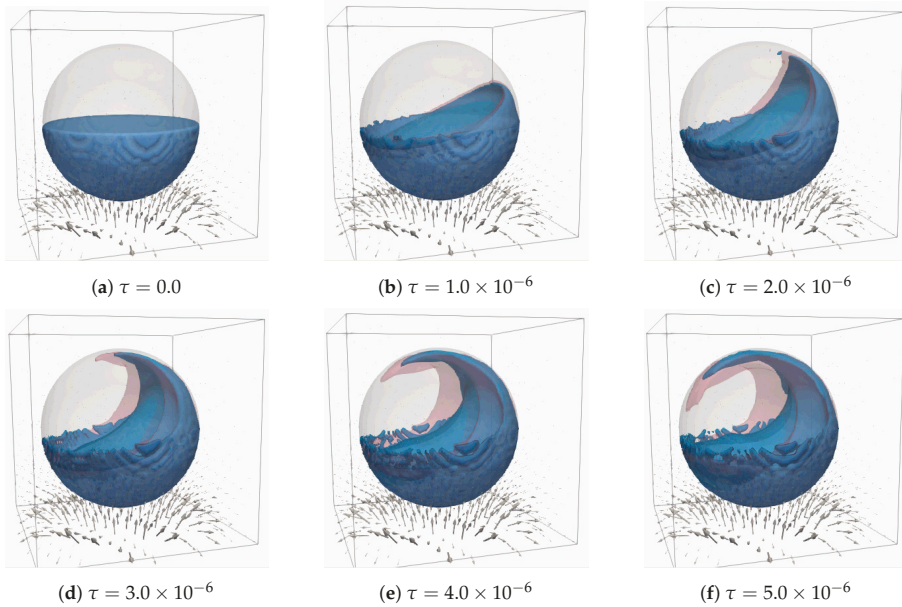 (a) τ = 0.0
(b) τ = 1.0 × 10⁻⁶
(c) τ = 2.0 × 10⁻⁶
(d) τ = 3.0 × 10⁻⁶
(e) τ = 4.0 × 10⁻⁶
(f) τ = 5.0 × 10⁻⁶